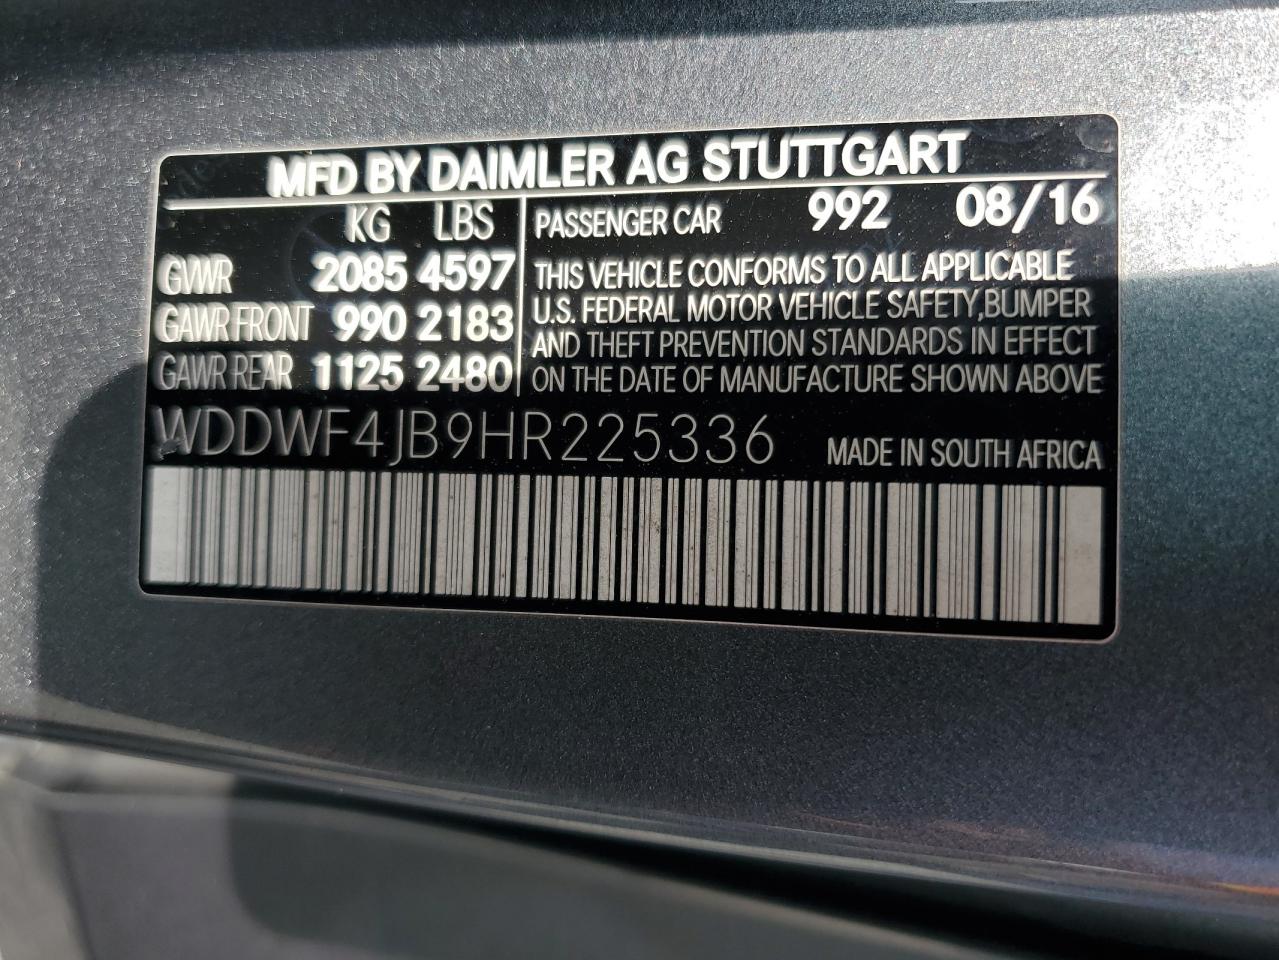 MFD BY DAIMLER AG STUTTGART
KG LBS
GVWR 2085 4597
GAWR FRONT 990 2183
GAWR REAR 1125 2480
PASSENGER CAR 992 08/16
THIS VEHICLE CONFORMS TO ALL APPLICABLE
U.S. FEDERAL MOTOR VEHICLE SAFETY,BUMPER
AND THEFT PREVENTION STANDARDS IN EFFECT
ON THE DATE OF MANUFACTURE SHOWN ABOVE
WDDWF4JB9HR225336 MADE IN SOUTH AFRICA